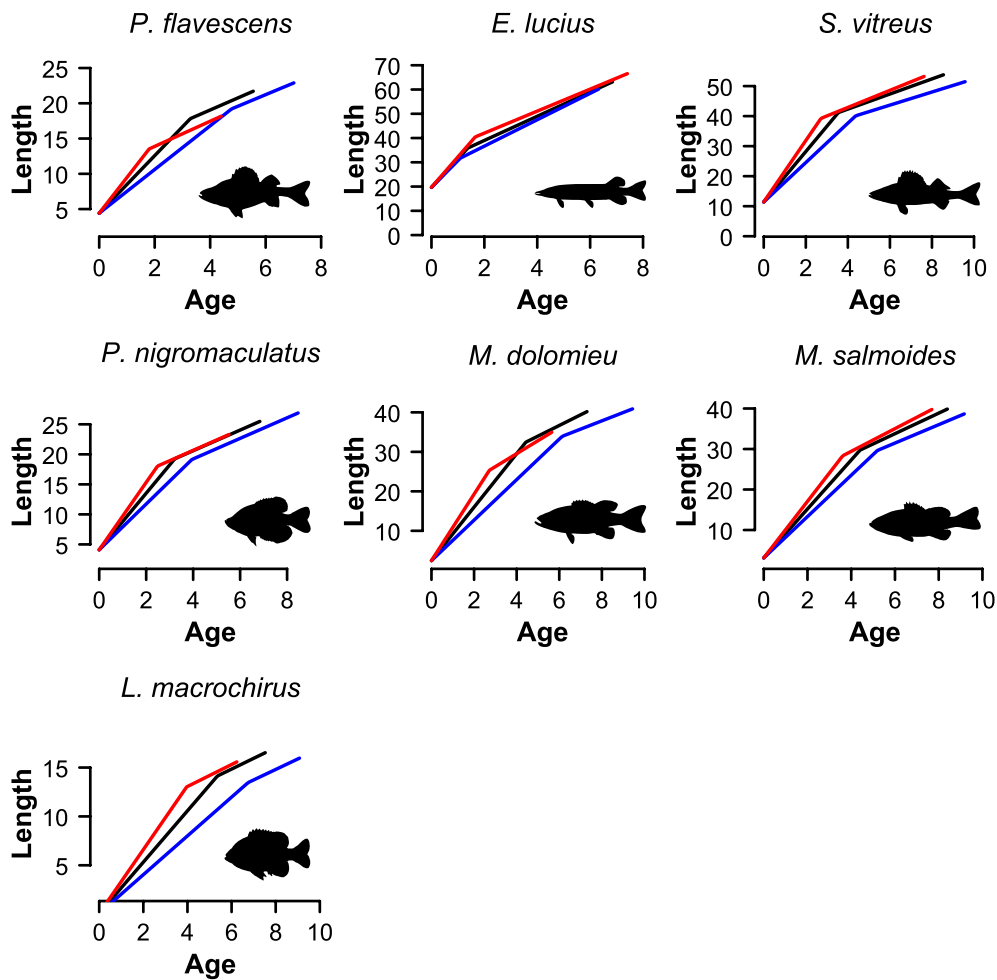 P. flavescens
E. lucius
S. vitreus
25
20
15
10
5
Length
0 2 4 6 8
Age
70
60
50
40
30
20
10
0
Length
0 2 4 6 8
Age
50
40
30
20
10
0
Length
0 2 4 6 8 10
Age
P. nigromaculatus
M. dolomieu
M. salmoides
25
20
15
10
5
Length
0 2 4 6 8
Age
40
30
20
10
Length
0 2 4 6 8 10
Age
40
30
20
10
Length
0 2 4 6 8 10
Age
L. macrochirus
15
10
5
Length
0 2 4 6 8 10
Age